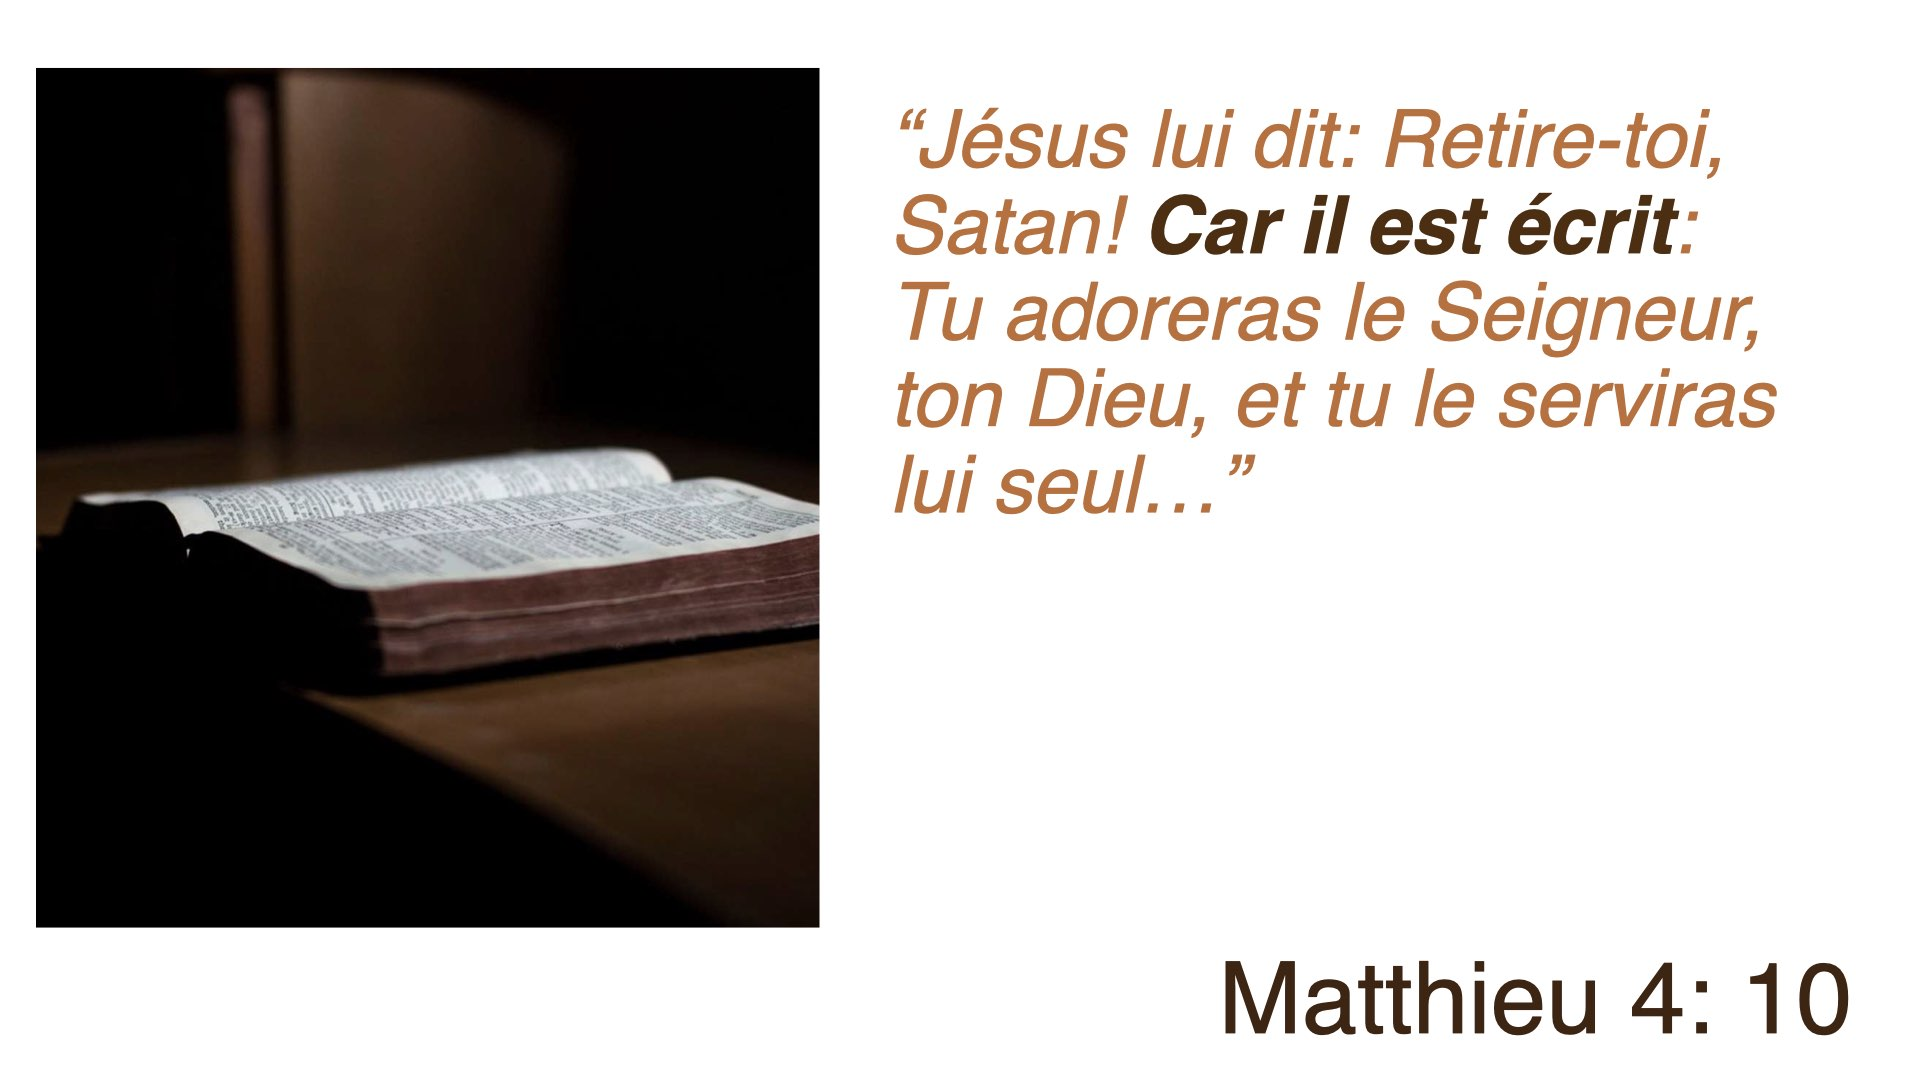 “Jésus lui dit: Retire-toi,
Satan! Car il est écrit:
Tu adoreras le Seigneur,
ton Dieu, et tu le serviras
lui seul…”
Matthieu 4: 10